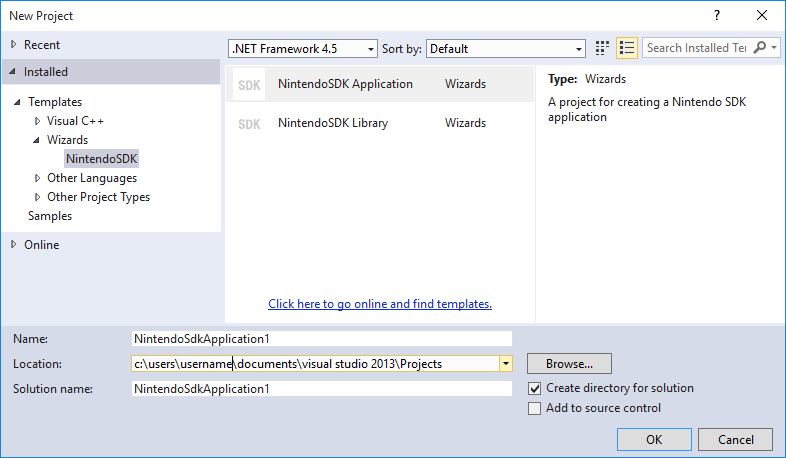 New Project
?
Recent
.NET Framework 4.5 Sort by: Default Search Installed Te
Installed
Templates
Visual C++
Wizards
NintendoSDK
Other Languages
Other Project Types
Samples
Online
SDK NintendoSDK Application Wizards
SDK NintendoSDK Library Wizards
Type: Wizards
A project for creating a Nintendo SDK
application
Click here to go online and find templates.
Name: NintendoSdkApplication1
Location: c:\users\username\documents\visual studio 2013\Projects Browse...
Solution name: NintendoSdkApplication1
Create directory for solution
Add to source control
OK Cancel